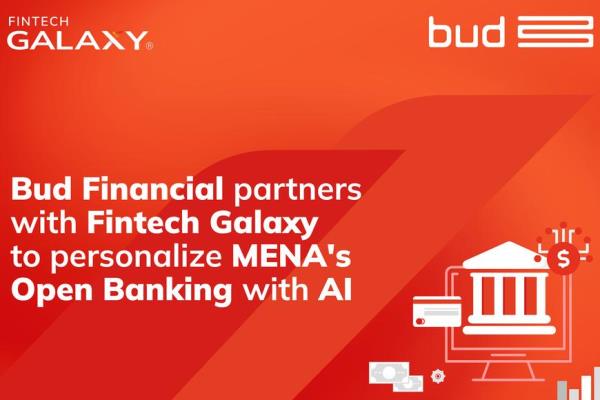 FINTECH
GALAXY®
bud
Bud Financial partners
with Fintech Galaxy
to personalize MENA's
Open Banking with AI
$